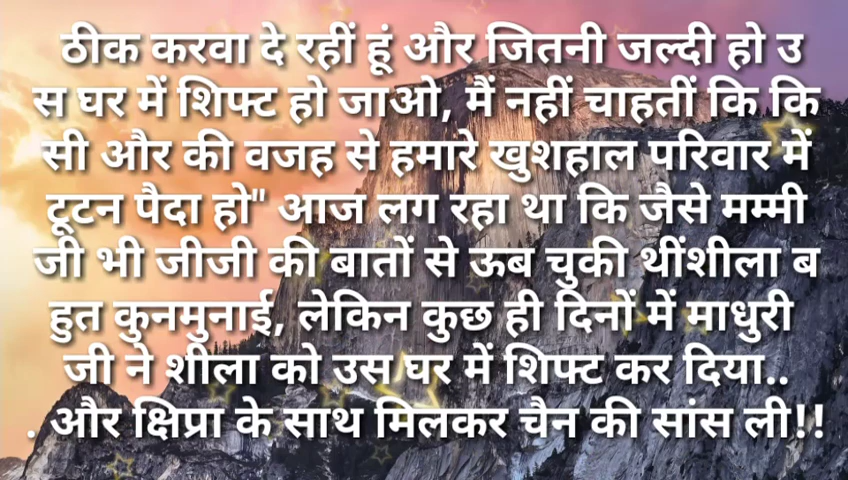 ठीक करवा दे रहीं हूं और जितनी जल्दी हो उ
स घर में शिफ्ट हो जाओ, मैं नहीं चाहतीं कि कि
सी और की वजह से हमारे खुशहाल परिवार में
टूटन पैदा हो" आज लग रहा था कि जैसे मम्मी
जी भी जीजी की बातों से ऊब चुकी थींशीला ब
हुत कुनमुनाई, लेकिन कुछ ही दिनों में माधुरी
जी ने शीला को उस घर में शिफ्ट कर दिया..
. और क्षिप्रा के साथ मिलकर चैन की सांस ली!!